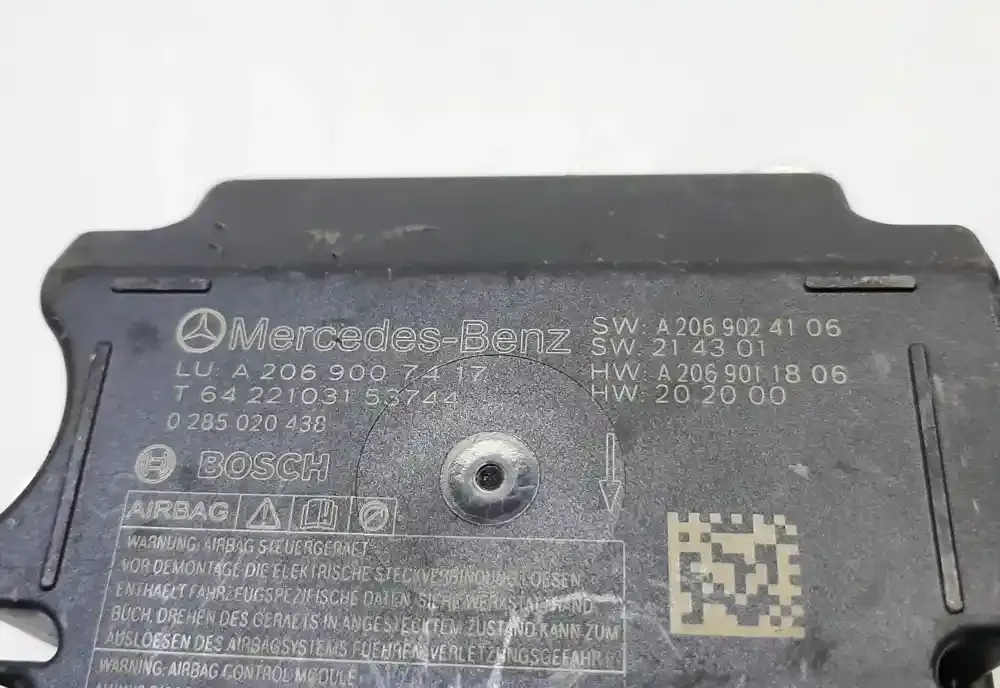 Mercedes-Benz
LU: A 206 900 74 17
T 64 22103153744
0 285 020 438
BOSCH
SW: A 206 902 41 06
SW: 21 43 01
HW: A 206 901 18 06
HW: 20 20 00
AIRBAG
WARNUNG: AIRBAG STEUERGERAET
VOR DEMONTAGE DIE ELEKTRISCHE STECKVERBINDUNG LOESEN.
ENTHAELT FAHRZEUGSPEZIFISCHE DATEN, SIEHE WERKSTATTHAND-
BUCH, DREHEN DES GERAETS IN ANGESTECKTEM ZUSTAND KANN ZUM
AUSLOESEN DES AIRBAGSYSTEMS FUEHREN, VERLETZUNGSGEFAHR
WARNING: AIRBAG CONTROL MODULE